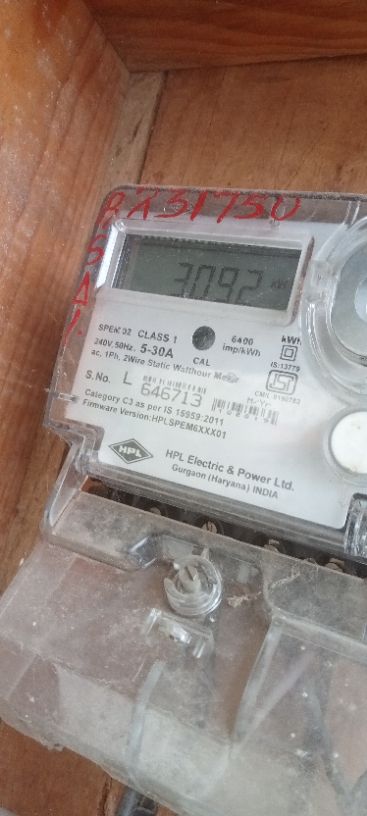 RX31750
3092
SPEM 02 CLASS 1
240V, 50Hz, 5-30A
CAL
6400
imp/kWh
kWh
IS:13779
ac, 1Ph, 2Wire Static Watthour Meter
S. No. L 646713
Category C3 as per IS 15959:2011
Firmware Version:HPLSPEM6XXX01
HPL
HPL Electric & Power Ltd.
Gurgaon (Haryana) INDIA